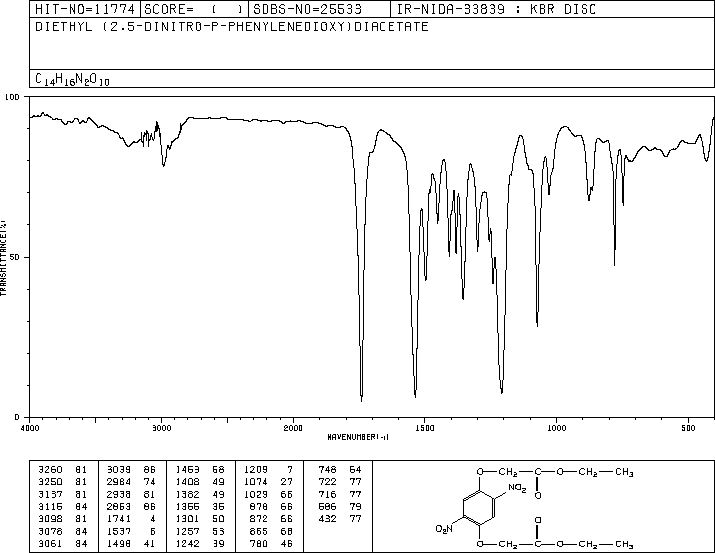 HIT-NO=11774 SCORE= ( ) SDBS-NO=25533 IR-NIDA-33839 : KBR DISC
DIETHYL (2,5-DINITRO-P-PHENYLENEDIOXY)DIACETATE
C14H16N2O10
100
TRANSMITTANCE(%)
50
0
4000 3000 2000 1500 1000 500
WAVENUMBER(-1)
3260 81 3039 86 1453 58 1209 7 748 64
3250 81 2984 74 1408 49 1074 27 722 77
3137 81 2938 81 1382 49 1029 66 716 77
3115 84 2863 86 1355 35 878 66 586 79
3098 81 1741 4 1301 50 872 66 432 77
3078 84 1537 5 1257 53 865 68
3061 84 1498 41 1242 39 780 46
O CH2 C O CH2 CH3
NO2 O
O2N O
O CH2 C O CH2 CH3